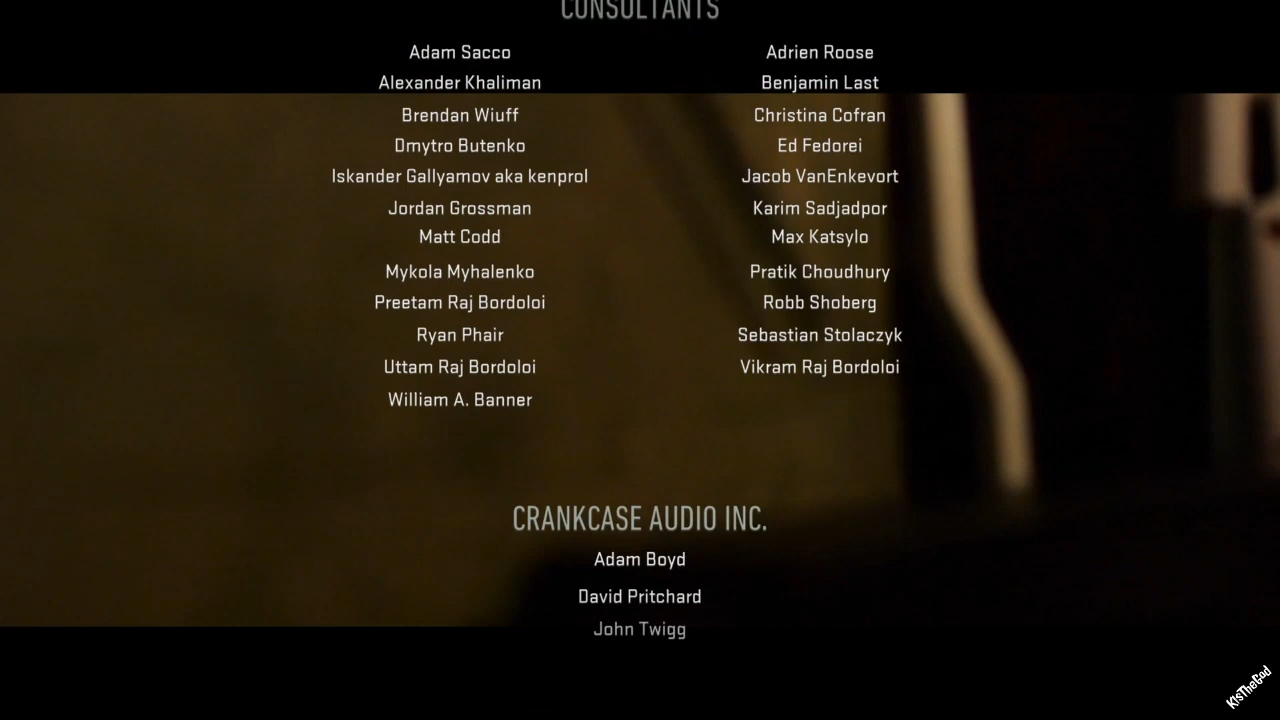 CONSULTANTS
Adam Sacco
Adrien Roose
Alexander Khaliman
Benjamin Last
Brendan Wiuff
Christina Cofran
Dmytro Butenko
Ed Fedorei
Iskander Gallyamov aka kenprol
Jacob VanEnkevort
Jordan Grossman
Karim Sadjadpor
Matt Codd
Max Katsylo
Mykola Myhalenko
Pratik Choudhury
Preetam Raj Bordoloi
Robb Shoberg
Ryan Phair
Sebastian Stolaczyk
Uttam Raj Bordoloi
Vikram Raj Bordoloi
William A. Banner
CRANKCASE AUDIO INC.
Adam Boyd
David Pritchard
John Twigg
KIsTheGod